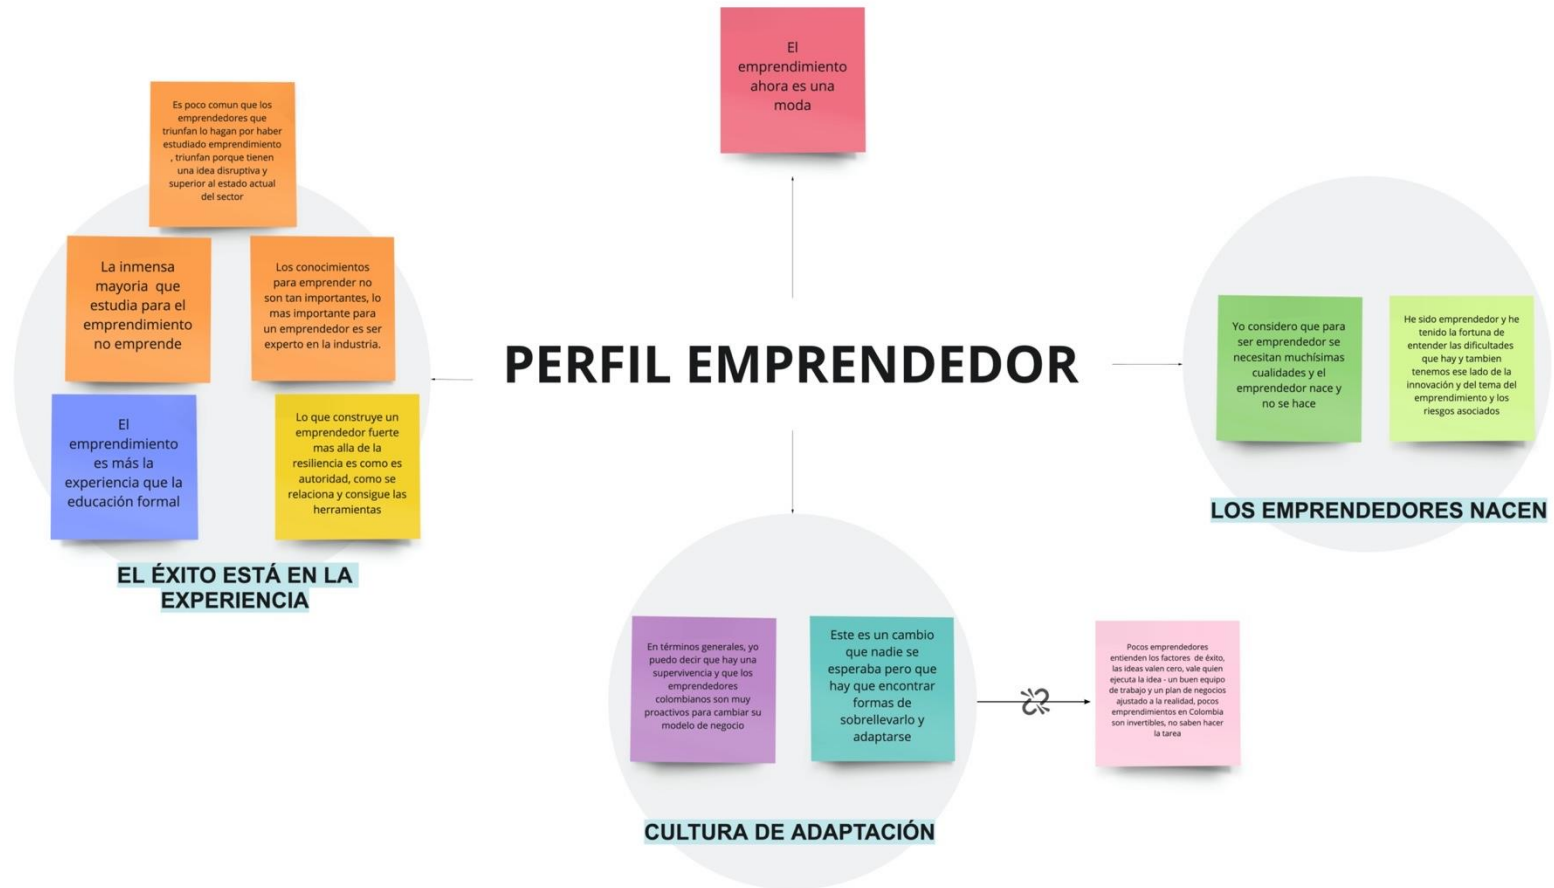 El
emprendimiento
ahora es una
moda
Es poco comun que los
emprendedores que
triunfan lo hagan por haber
estudiado emprendimiento
, triunfan porque tienen
una idea disruptiva y
superior al estado actual
del sector
La inmensa
mayoria que
estudia para el
emprendimiento
no emprende
Los conocimientos
para emprender no
son tan importantes, lo
mas importante para
un emprendedor es ser
experto en la industria.
El
emprendimiento
es más la
experiencia que la
educación formal
Lo que construye un
emprendedor fuerte
mas alla de la
resiliencia es como es
autoridad, como se
relaciona y consigue las
herramientas
EL ÉXITO ESTÁ EN LA
EXPERIENCIA
PERFIL EMPRENDEDOR
Yo considero que para
ser emprendedor se
necesitan muchísimas
cualidades y el
emprendedor nace y
no se hace
He sido emprendedor y he
tenido la fortuna de
entender las dificultades
que hay y tambien
tenemos ese lado de la
innovación y del tema del
emprendimiento y los
riesgos asociados
LOS EMPRENDEDORES NACEN
En términos generales, yo
puedo decir que hay una
supervivencia y que los
emprendedores
colombianos son muy
proactivos para cambiar su
modelo de negocio
Este es un cambio
que nadie se
esperaba pero que
hay que encontrar
formas de
sobrellevarlo y
adaptarse
Pocos emprendedores
entienden los factores de éxito,
las ideas valen cero, vale quien
ejecuta la idea - un buen equipo
de trabajo y un plan de negocios
ajustado a la realidad, pocos
emprendimientos en Colombia
son invertibles, no saben hacer
la tarea
CULTURA DE ADAPTACIÓN